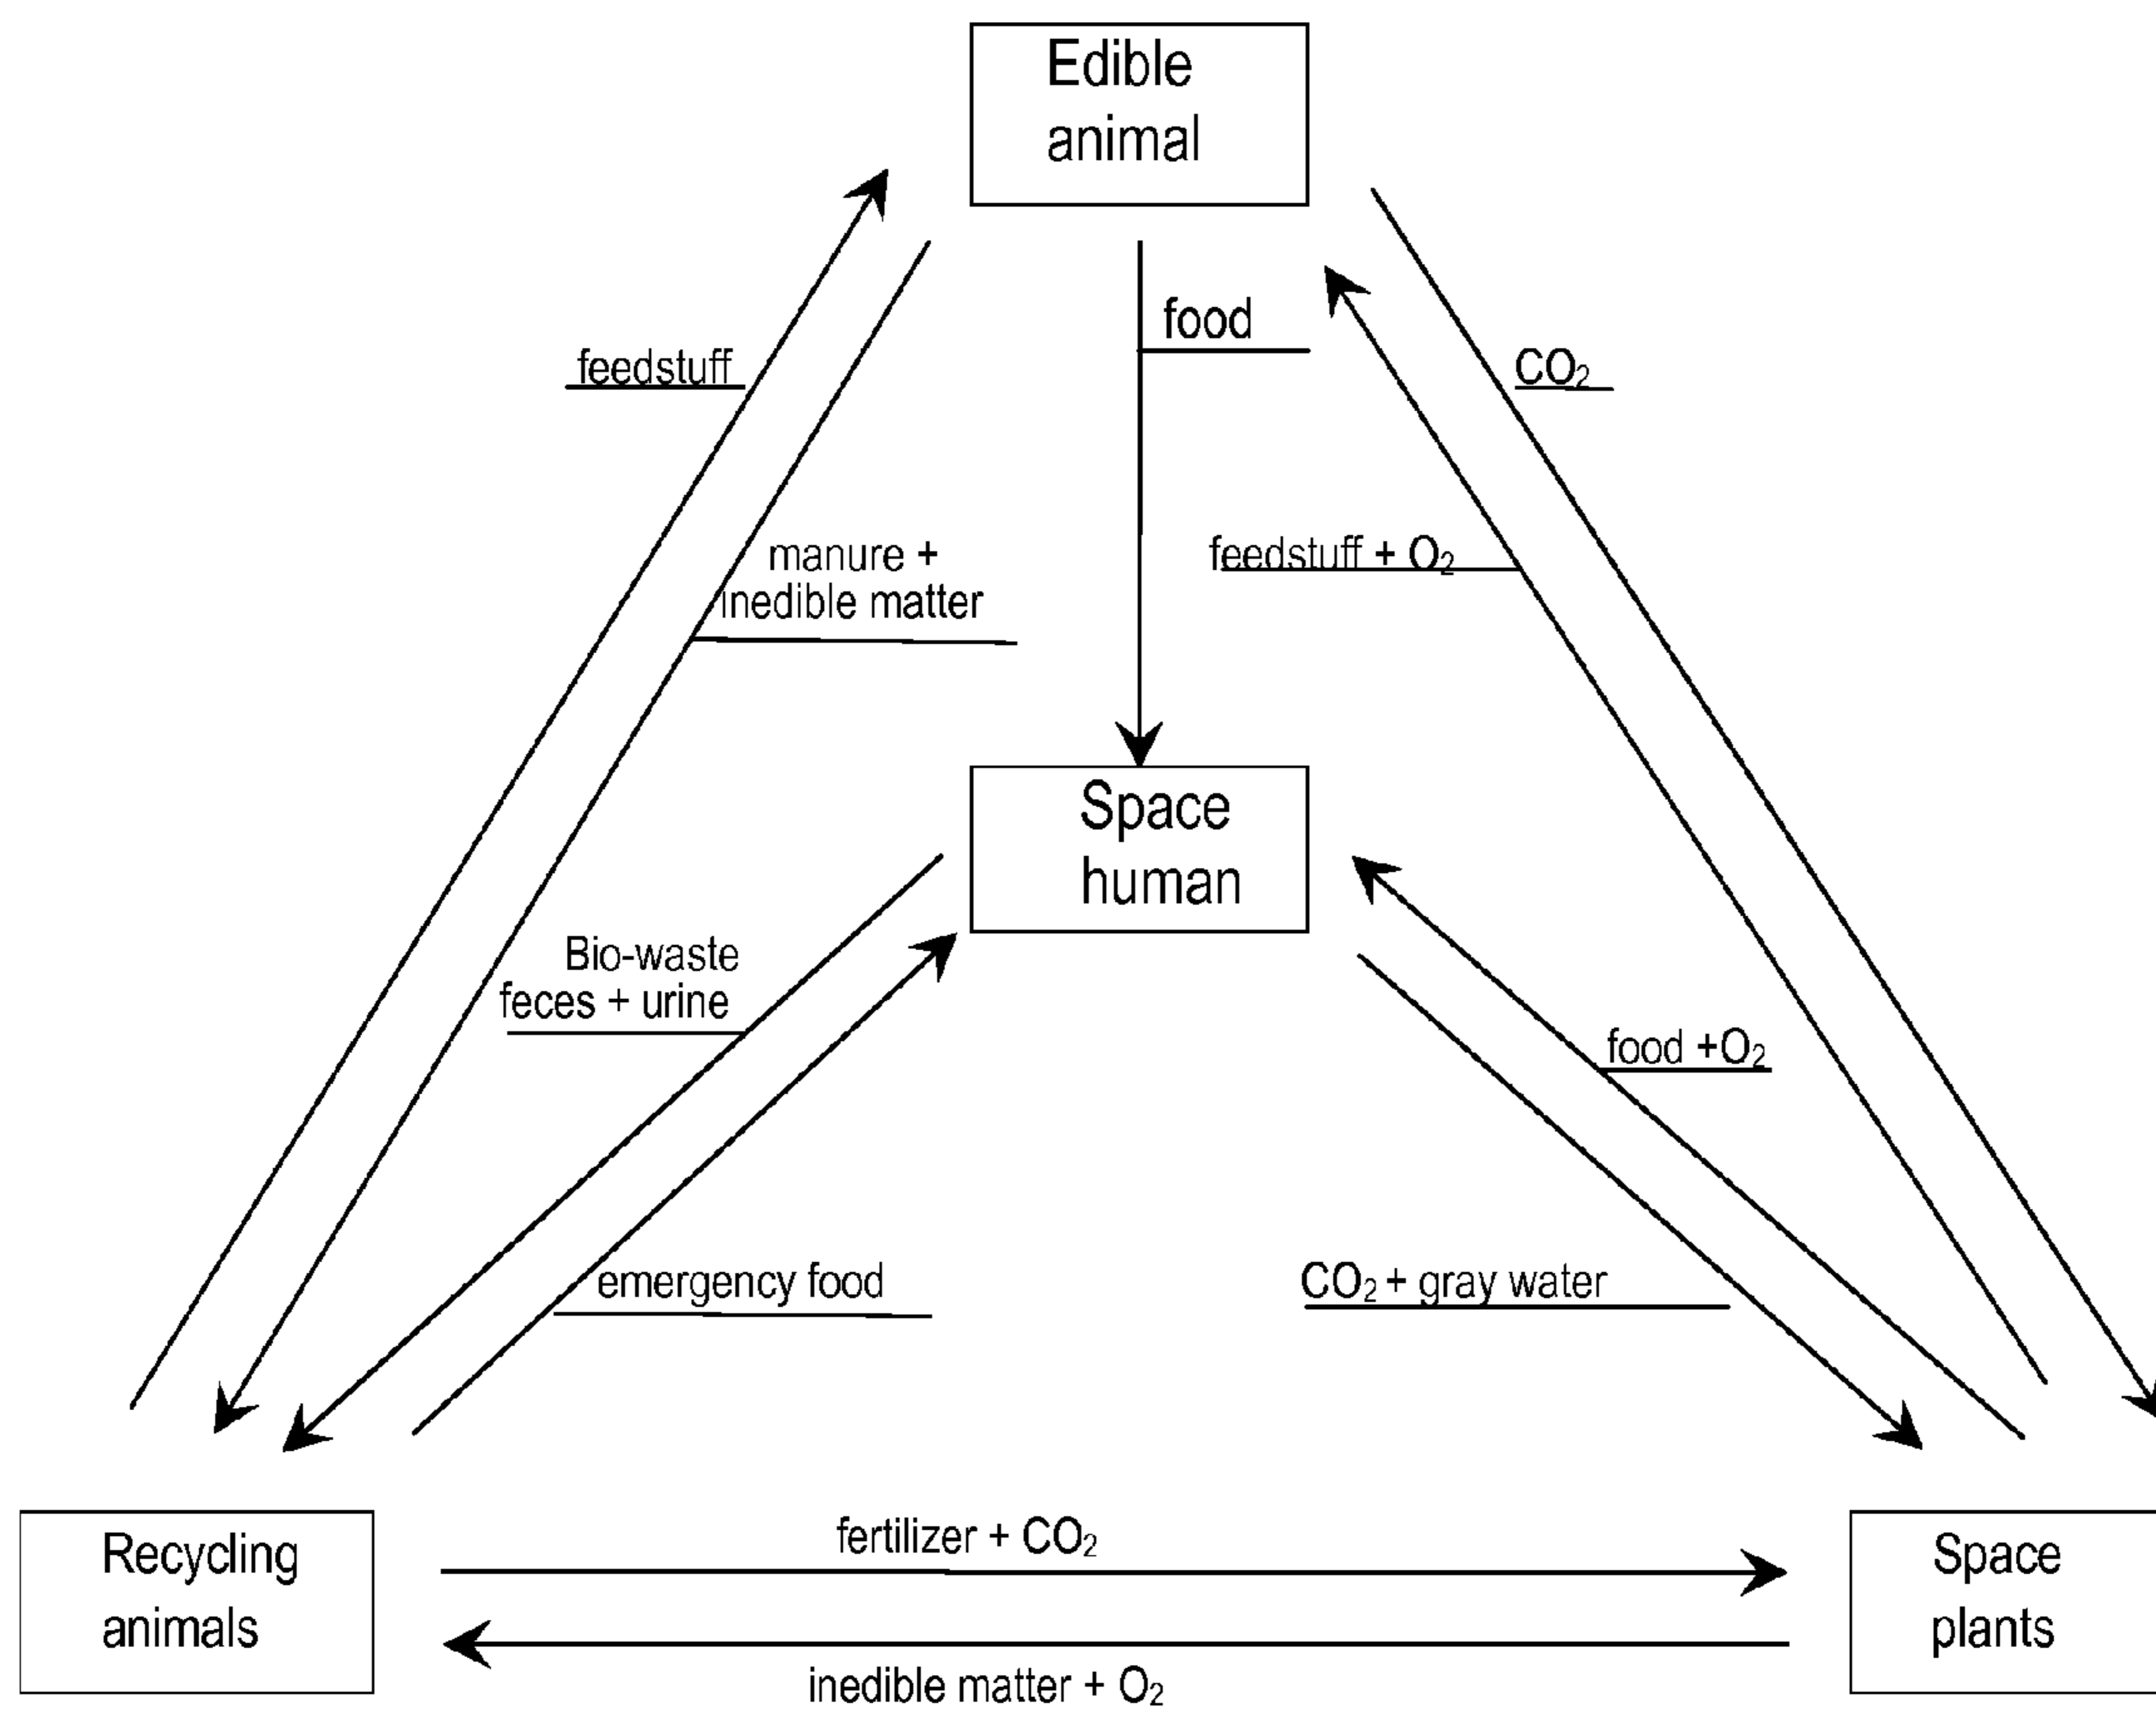 Edible
animal
food
feedstuff
CO₂
manure +
inedible matter
feedstuff + O₂
Space
human
Bio-waste
feces + urine
food +O₂
emergency food
CO₂ + gray water
Recycling
animals
fertilizer + CO₂
inedible matter + O₂
Space
plants